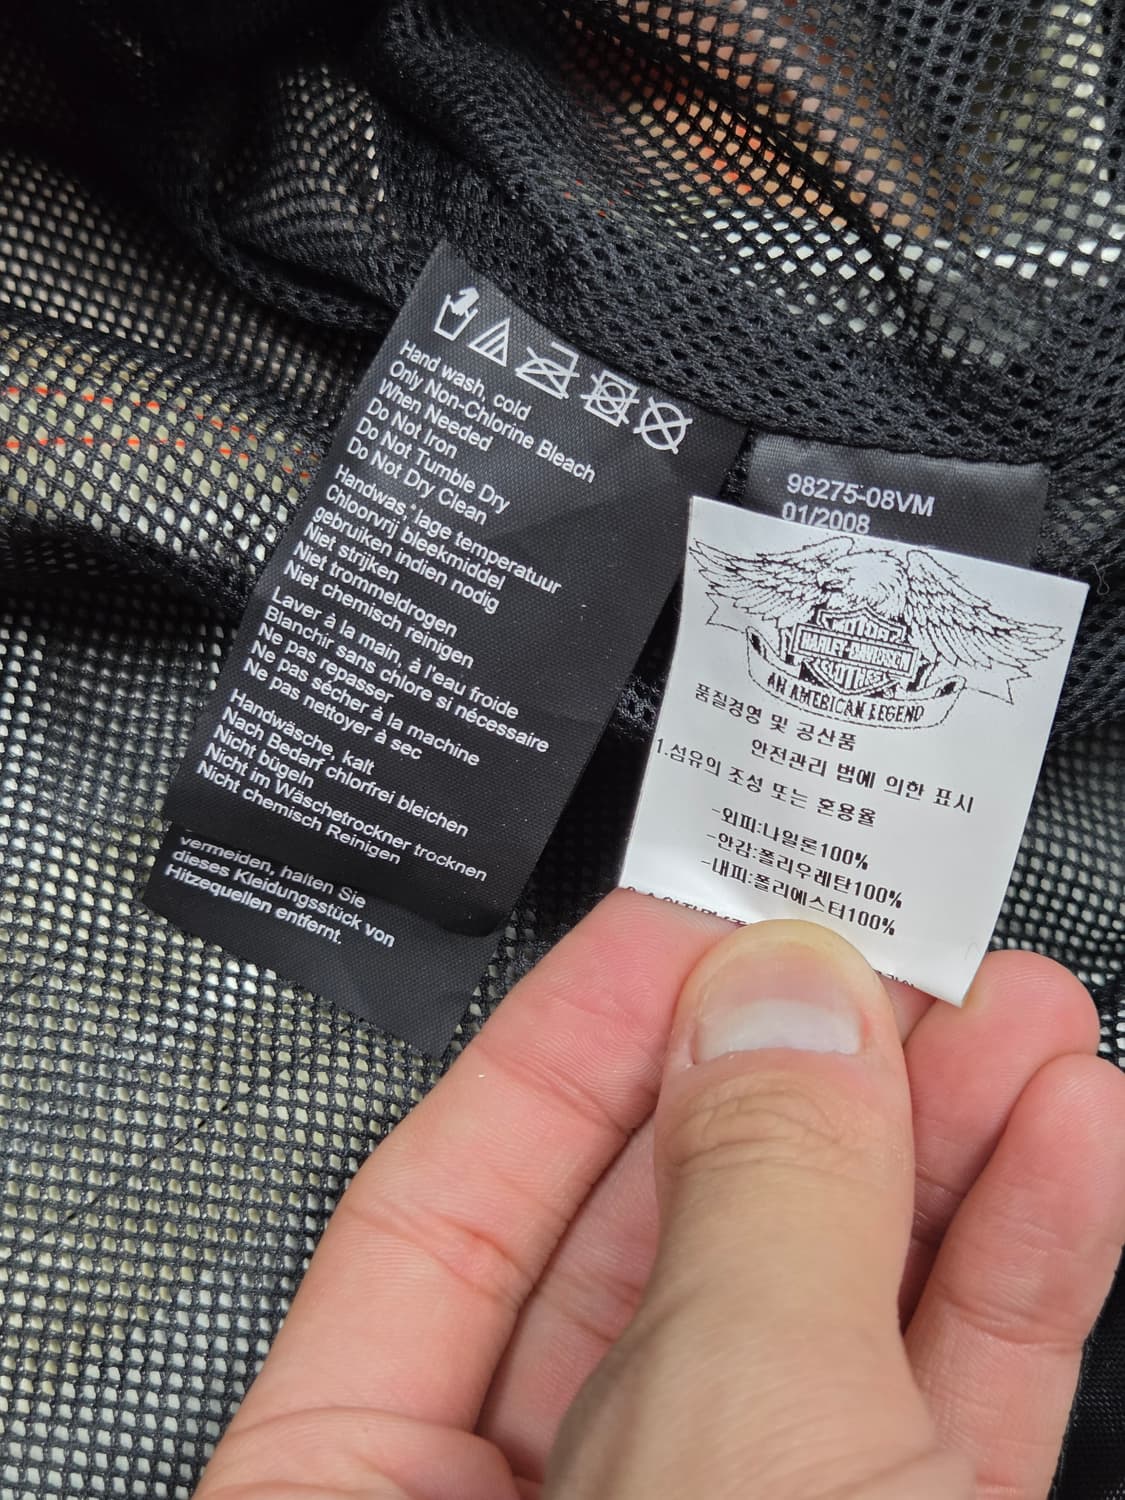 Hand wash, cold
Only Non-Chlorine Bleach
When Needed
Do Not Iron
Do Not Tumble Dry
Do Not Dry Clean
Handwas, lage temperatuur
Chloorvrij bleekmiddel
gebruiken indien nodig
Niet strijken
Niet trommeldrogen
Niet chemisch reinigen
Laver à la main, à l'eau froide
Blanchir sans chlore si nécessaire
Ne pas repasser
Ne pas sécher à la machine
Ne pas nettoyer à sec
Handwäsche, kalt
Nach Bedarf chlorfrei bleichen
Nicht bügeln
Nicht im Wäschetrockner trocknen
Nicht chemisch Reinigen
vermeiden, halten Sie
dieses Kleidungsstück von
Hitzequellen entfernt.
98275-08VM
01/2008
MOTOR
HARLEY-DAVIDSON
CLOTHES
AN AMERICAN LEGEND
품질경영 및 공산품
안전관리 법에 의한 표시
1.섬유의 조성 또는 혼용율
-외피:나일론100%
-안감:폴리우레탄100%
-내피:폴리에스터100%